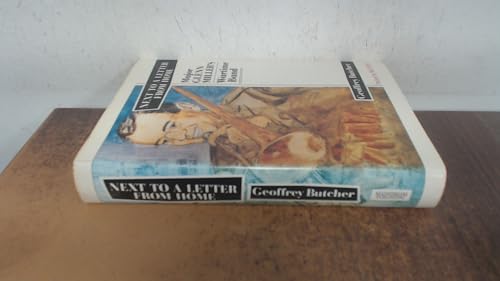 NEXT TO A LETTER
FROM HOME
Major
GLENN
MILLER'S
Wartime
Band
Geoffrey Butcher
NEXT TO A LETTER
FROM HOME
Geoffrey Butcher
MAINSTREAM
PUBLISHING